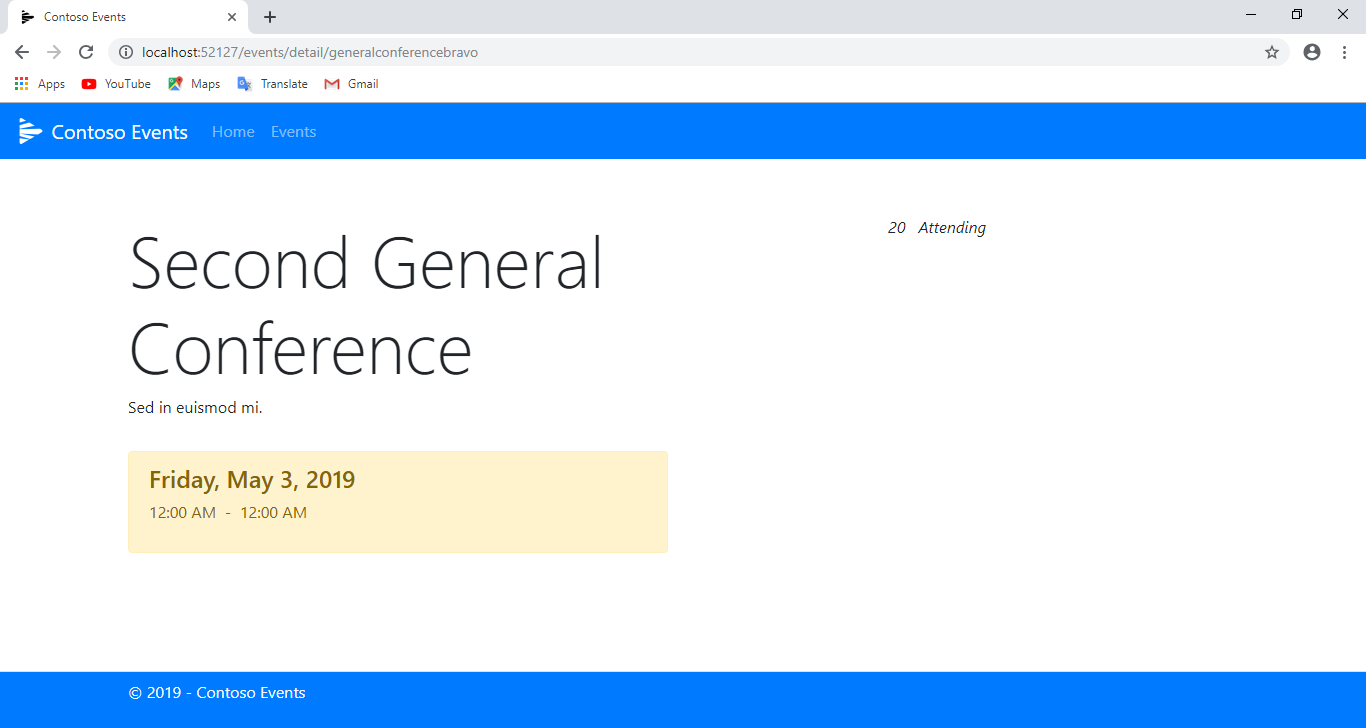 Contoso Events
localhost:52127/events/detail/generalconferencebravo
Apps YouTube Maps Translate Gmail
Contoso Events Home Events
20 Attending
Second General
Conference
Sed in euismod mi.
Friday, May 3, 2019
12:00 AM - 12:00 AM
© 2019 - Contoso Events